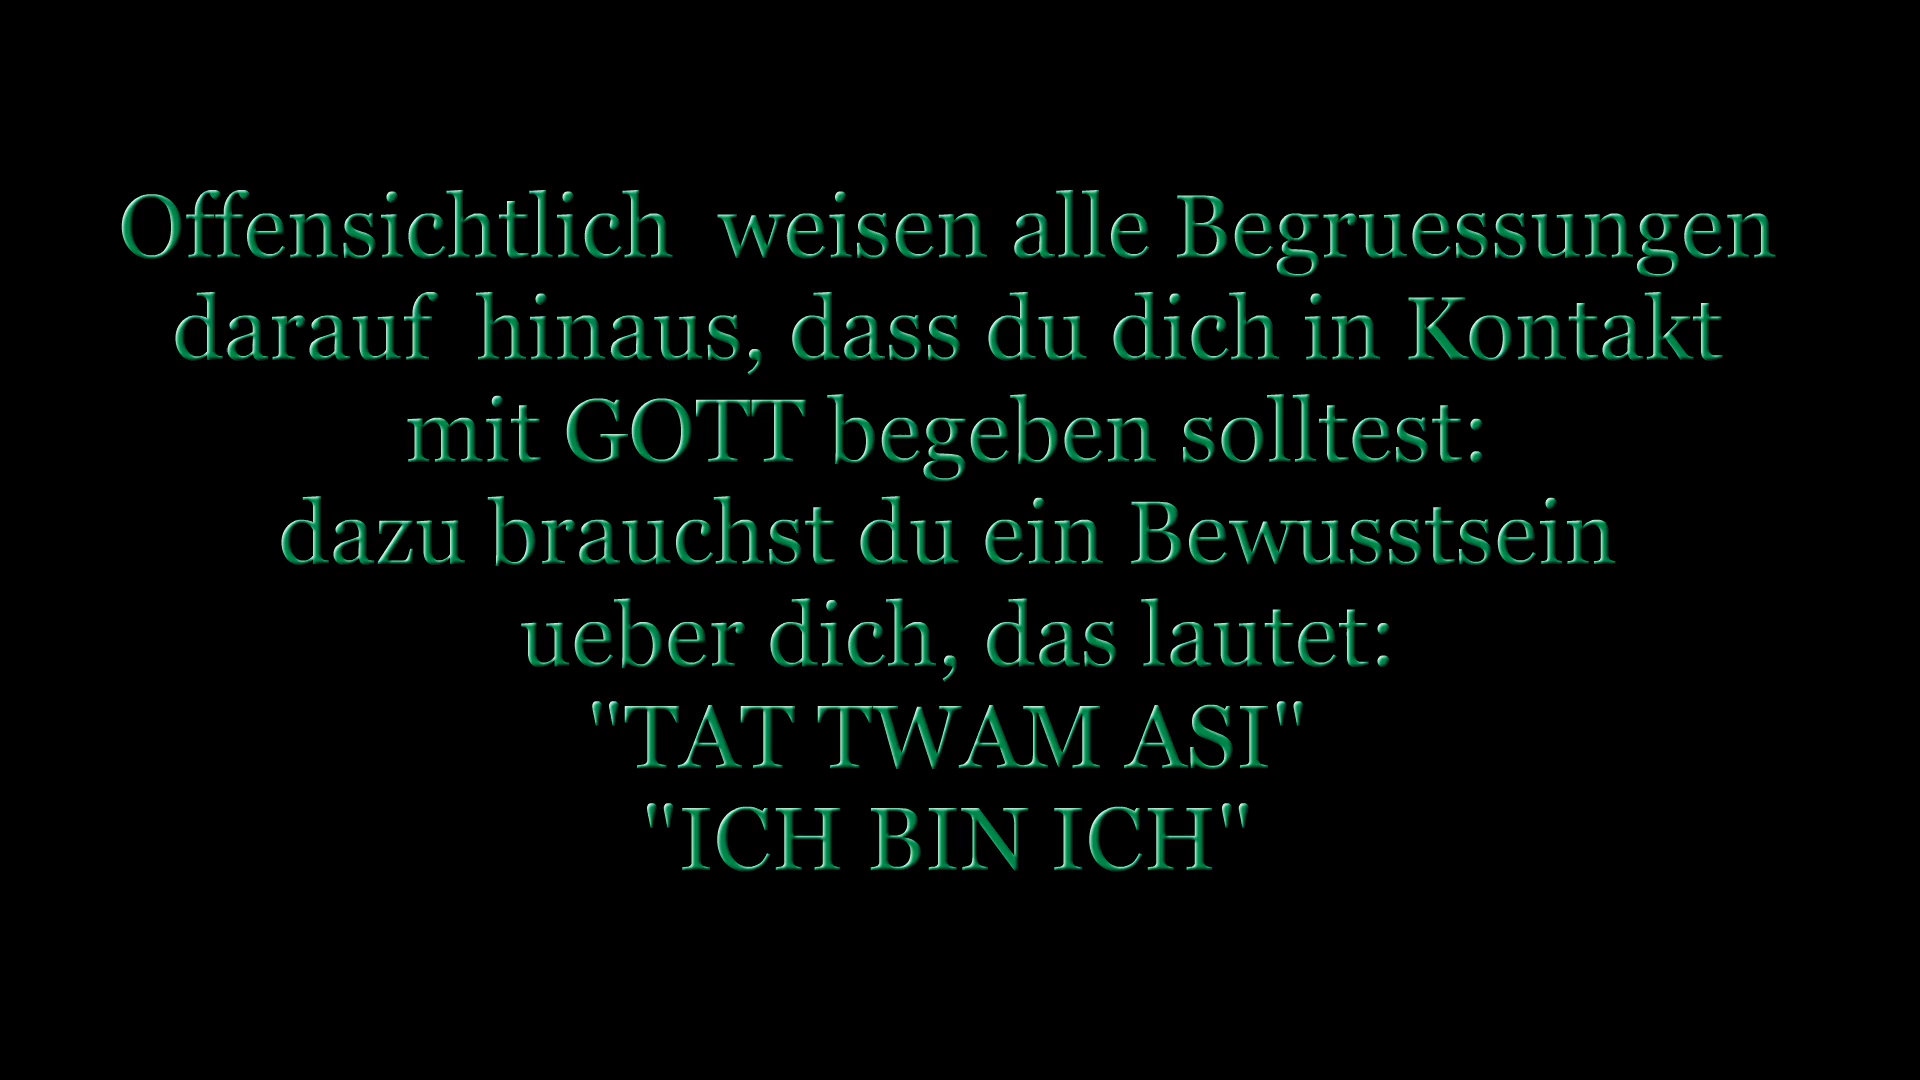 Offensichtlich  weisen alle Begruessungen
darauf  hinaus, dass du dich in Kontakt
mit GOTT begeben solltest:
dazu brauchst du ein Bewusstsein
ueber dich, das lautet:
"TAT TWAM ASI"
"ICH BIN ICH"